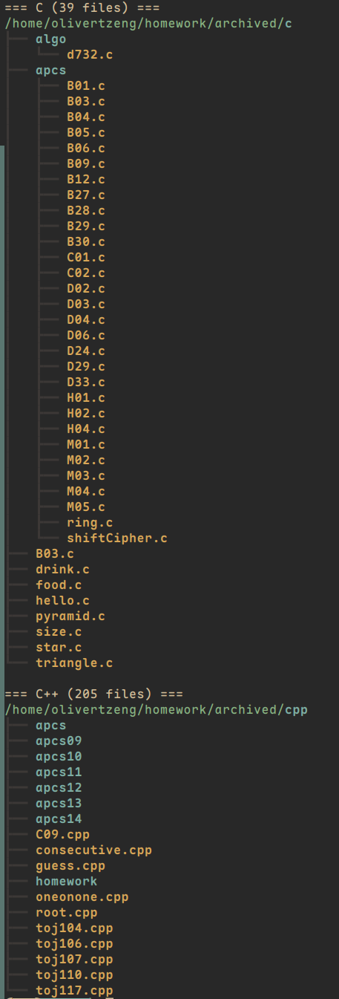 === C (39 files) ===
/home/olivertzeng/homework/archived/c
algo
d732.c
apcs
B01.c
B03.c
B04.c
B05.c
B06.c
B09.c
B12.c
B27.c
B28.c
B29.c
B30.c
C01.c
C02.c
D02.c
D03.c
D04.c
D06.c
D24.c
D29.c
D33.c
H01.c
H02.c
H04.c
M01.c
M02.c
M03.c
M04.c
M05.c
ring.c
shiftCipher.c
B03.c
drink.c
food.c
hello.c
pyramid.c
size.c
star.c
triangle.c
=== C++ (205 files) ===
/home/olivertzeng/homework/archived/cpp
apcs
apcs09
apcs10
apcs11
apcs12
apcs13
apcs14
C09.cpp
consecutive.cpp
guess.cpp
homework
oneonone.cpp
root.cpp
toj104.cpp
toj106.cpp
toj107.cpp
toj110.cpp
toj117.cpp